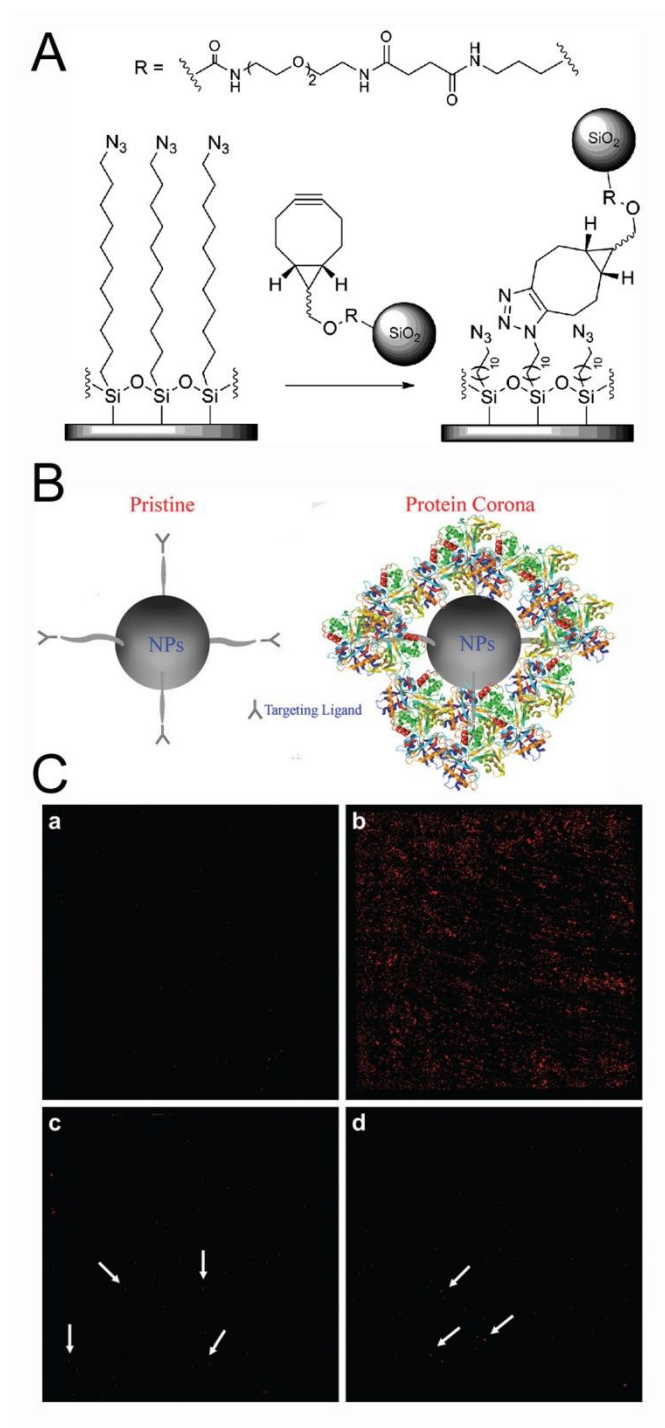 A
R = O N H ( O ) 2 H N O O N H
N3 N3 N3
Si O Si O Si
H H
O R SiO2
SiO2
R O
H
H
N N N
N3 N3
( )10 ( )10 ( )10
Si O Si O Si
B
Pristine Protein Corona
NPs NPs
Targeting Ligand
C
a b
c d